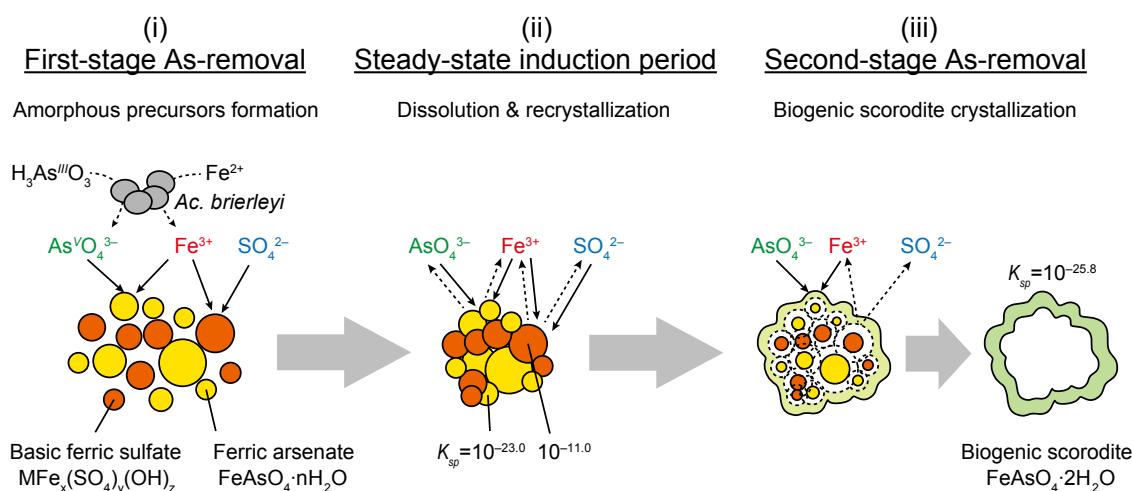 (i)
First-stage As-removal
Amorphous precursors formation
H₃AsᴵᴵᴵO₃
Fe²⁺
Ac. brierleyi
AsⱽO₄³⁻
Fe³⁺
SO₄²⁻
Basic ferric sulfate
MFeₓ(SO₄)ᵧ(OH)z
Ferric arsenate
FeAsO₄·nH₂O
(ii)
Steady-state induction period
Dissolution & recrystallization
AsO₄³⁻
Fe³⁺
SO₄²⁻
Ksp=10⁻²³·⁰
10⁻¹¹·⁰
(iii)
Second-stage As-removal
Biogenic scorodite crystallization
AsO₄³⁻
Fe³⁺
SO₄²⁻
Ksp=10⁻²⁵·⁸
Biogenic scorodite
FeAsO₄·2H₂O